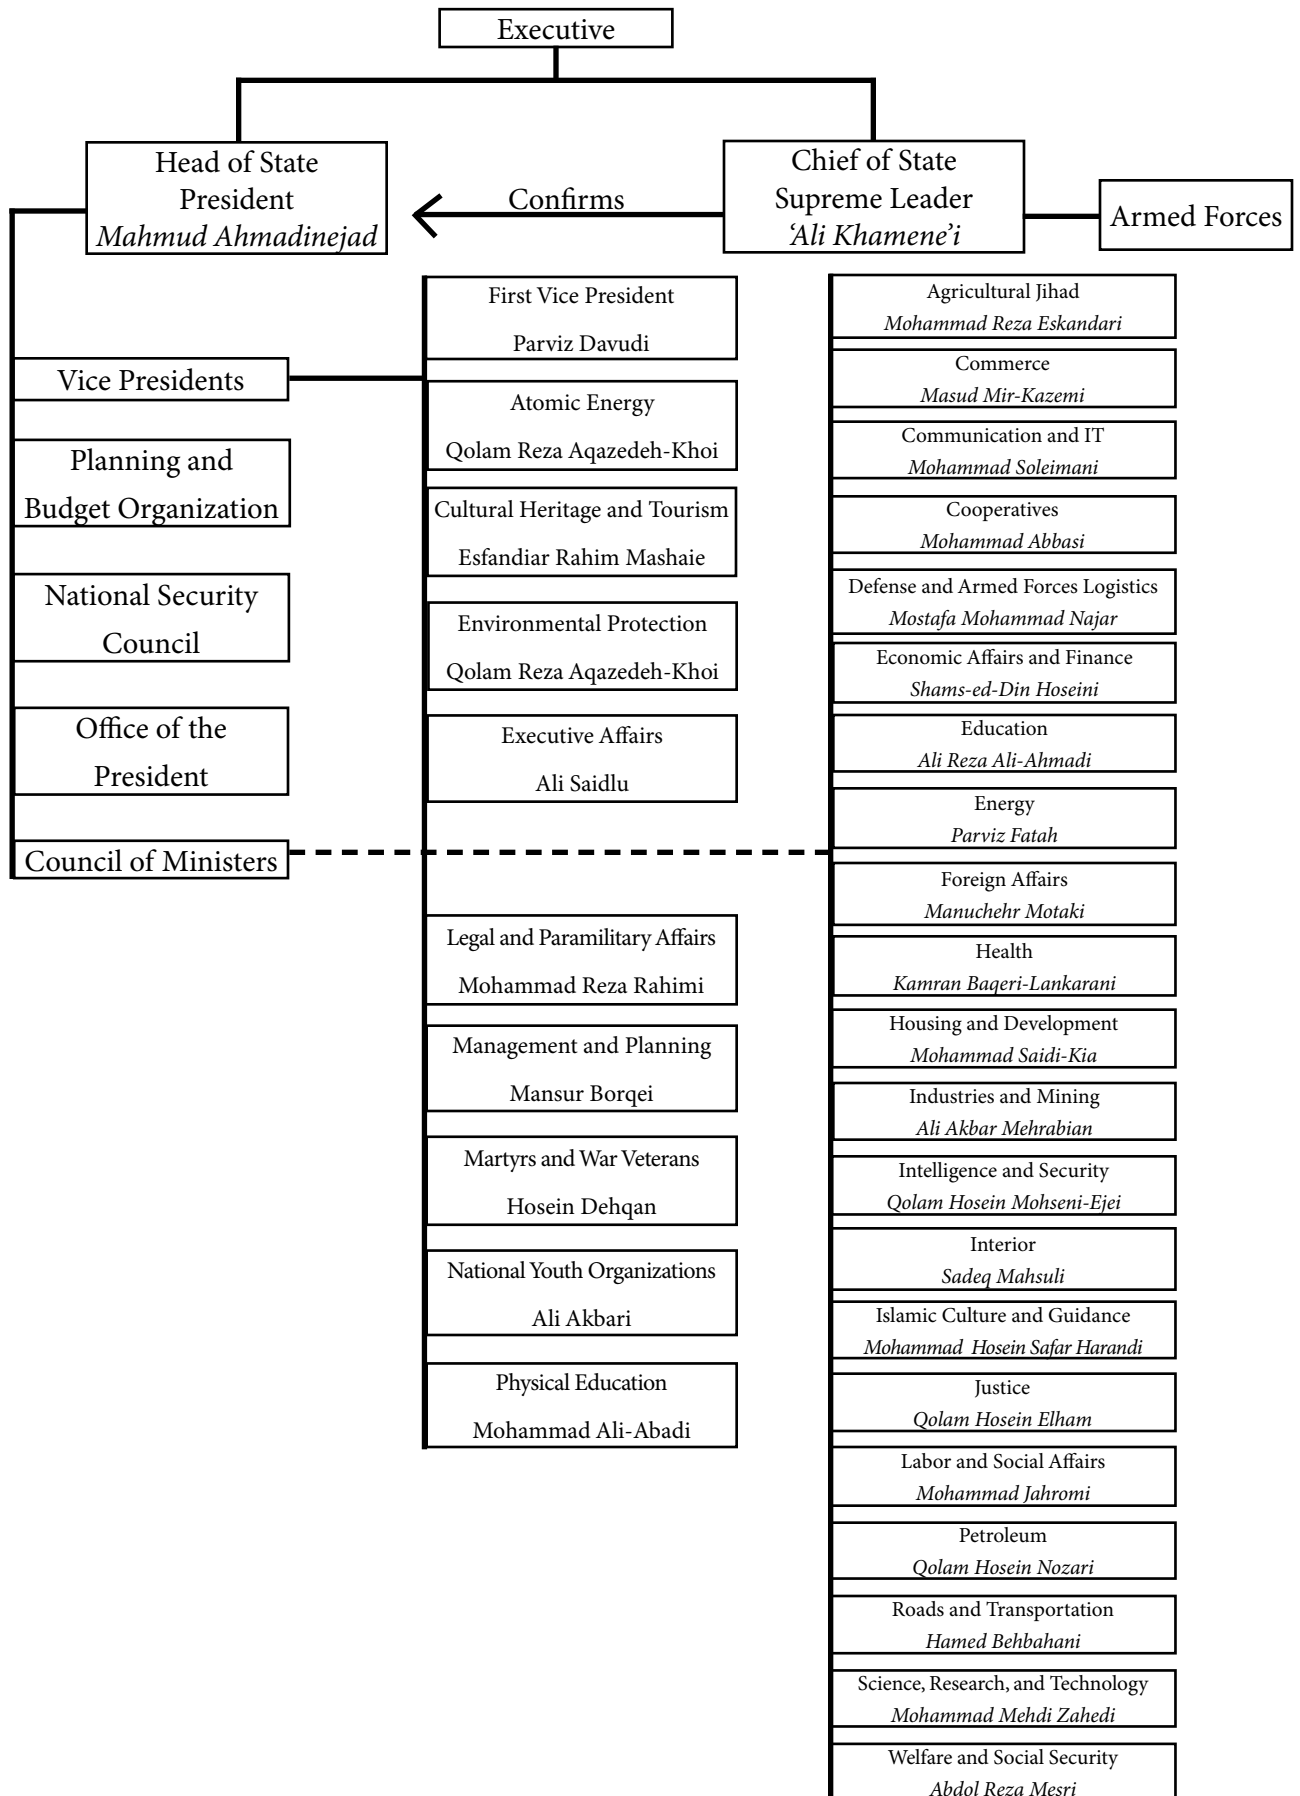 Executive
Head of State
President
Mahmud Ahmadinejad
Confirms
Chief of State
Supreme Leader
‘Ali Khamene’i
Armed Forces
Vice Presidents
Planning and
Budget Organization
National Security
Council
Office of the
President
Council of Ministers
First Vice President
Parviz Davudi
Atomic Energy
Qolam Reza Aqazedeh-Khoi
Cultural Heritage and Tourism
Esfandiar Rahim Mashaie
Environmental Protection
Qolam Reza Aqazedeh-Khoi
Executive Affairs
Ali Saidlu
Legal and Paramilitary Affairs
Mohammad Reza Rahimi
Management and Planning
Mansur Borqei
Martyrs and War Veterans
Hosein Dehqan
National Youth Organizations
Ali Akbari
Physical Education
Mohammad Ali-Abadi
Agricultural Jihad
Mohammad Reza Eskandari
Commerce
Masud Mir-Kazemi
Communication and IT
Mohammad Soleimani
Cooperatives
Mohammad Abbasi
Defense and Armed Forces Logistics
Mostafa Mohammad Najar
Economic Affairs and Finance
Shams-ed-Din Hoseini
Education
Ali Reza Ali-Ahmadi
Energy
Parviz Fatah
Foreign Affairs
Manuchehr Motaki
Health
Kamran Baqeri-Lankarani
Housing and Development
Mohammad Saidi-Kia
Industries and Mining
Ali Akbar Mehrabian
Intelligence and Security
Qolam Hosein Mohseni-Ejei
Interior
Sadeq Mahsuli
Islamic Culture and Guidance
Mohammad Hosein Safar Harandi
Justice
Qolam Hosein Elham
Labor and Social Affairs
Mohammad Jahromi
Petroleum
Qolam Hosein Nozari
Roads and Transportation
Hamed Behbahani
Science, Research, and Technology
Mohammad Mehdi Zahedi
Welfare and Social Security
Abdol Reza Mesri